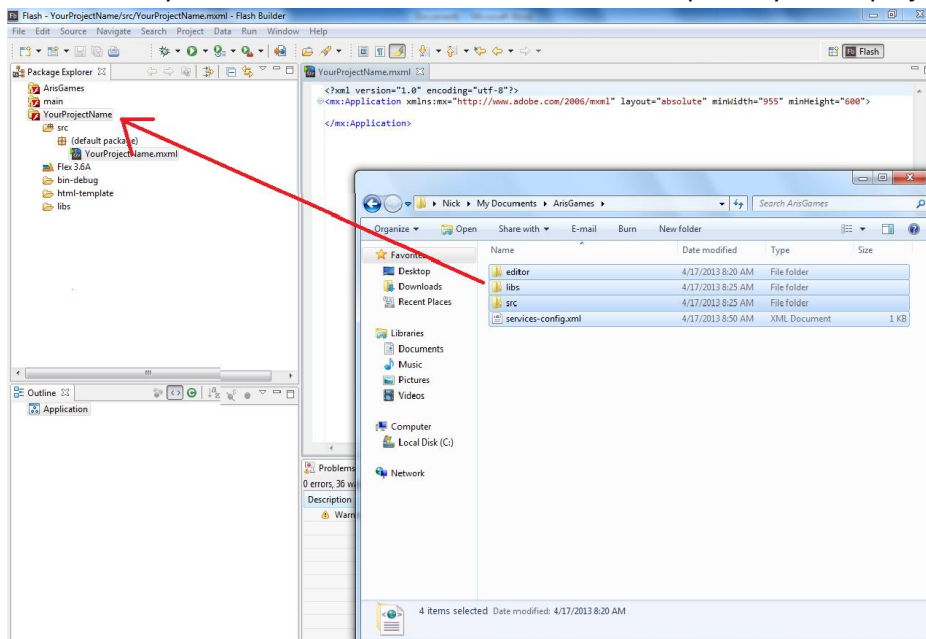 Flash - YourProjectName/src/YourProjectName.mxml - Flash Builder
File Edit Source Navigate Search Project Data Run Window Help
Flash
Package Explorer
YourProjectName.mxml
ArisGames
main
YourProjectName
src
(default package)
YourProjectName.mxml
Flex 3.6A
bin-debug
html-template
libs
<?xml version="1.0" encoding="utf-8"?>
<mx:Application xmlns:mx="http://www.adobe.com/2006/mxml" layout="absolute" minWidth="955" minHeight="600">
</mx:Application>
Outline
Application
Problems
0 errors, 36 w
Description
Warn
Nick My Documents ArisGames
Search ArisGames
Organize Open Share with E-mail Burn New folder
Name Date modified Type Size
Favorites
Desktop
Downloads
Recent Places
Libraries
Documents
Music
Pictures
Videos
Computer
Local Disk (C:)
Network
editor 4/17/2013 8:20 AM File folder
libs 4/17/2013 8:25 AM File folder
src 4/17/2013 8:25 AM File folder
services-config.xml 4/17/2013 8:50 AM XML Document 1 KB
4 items selected Date modified: 4/17/2013 8:20 AM